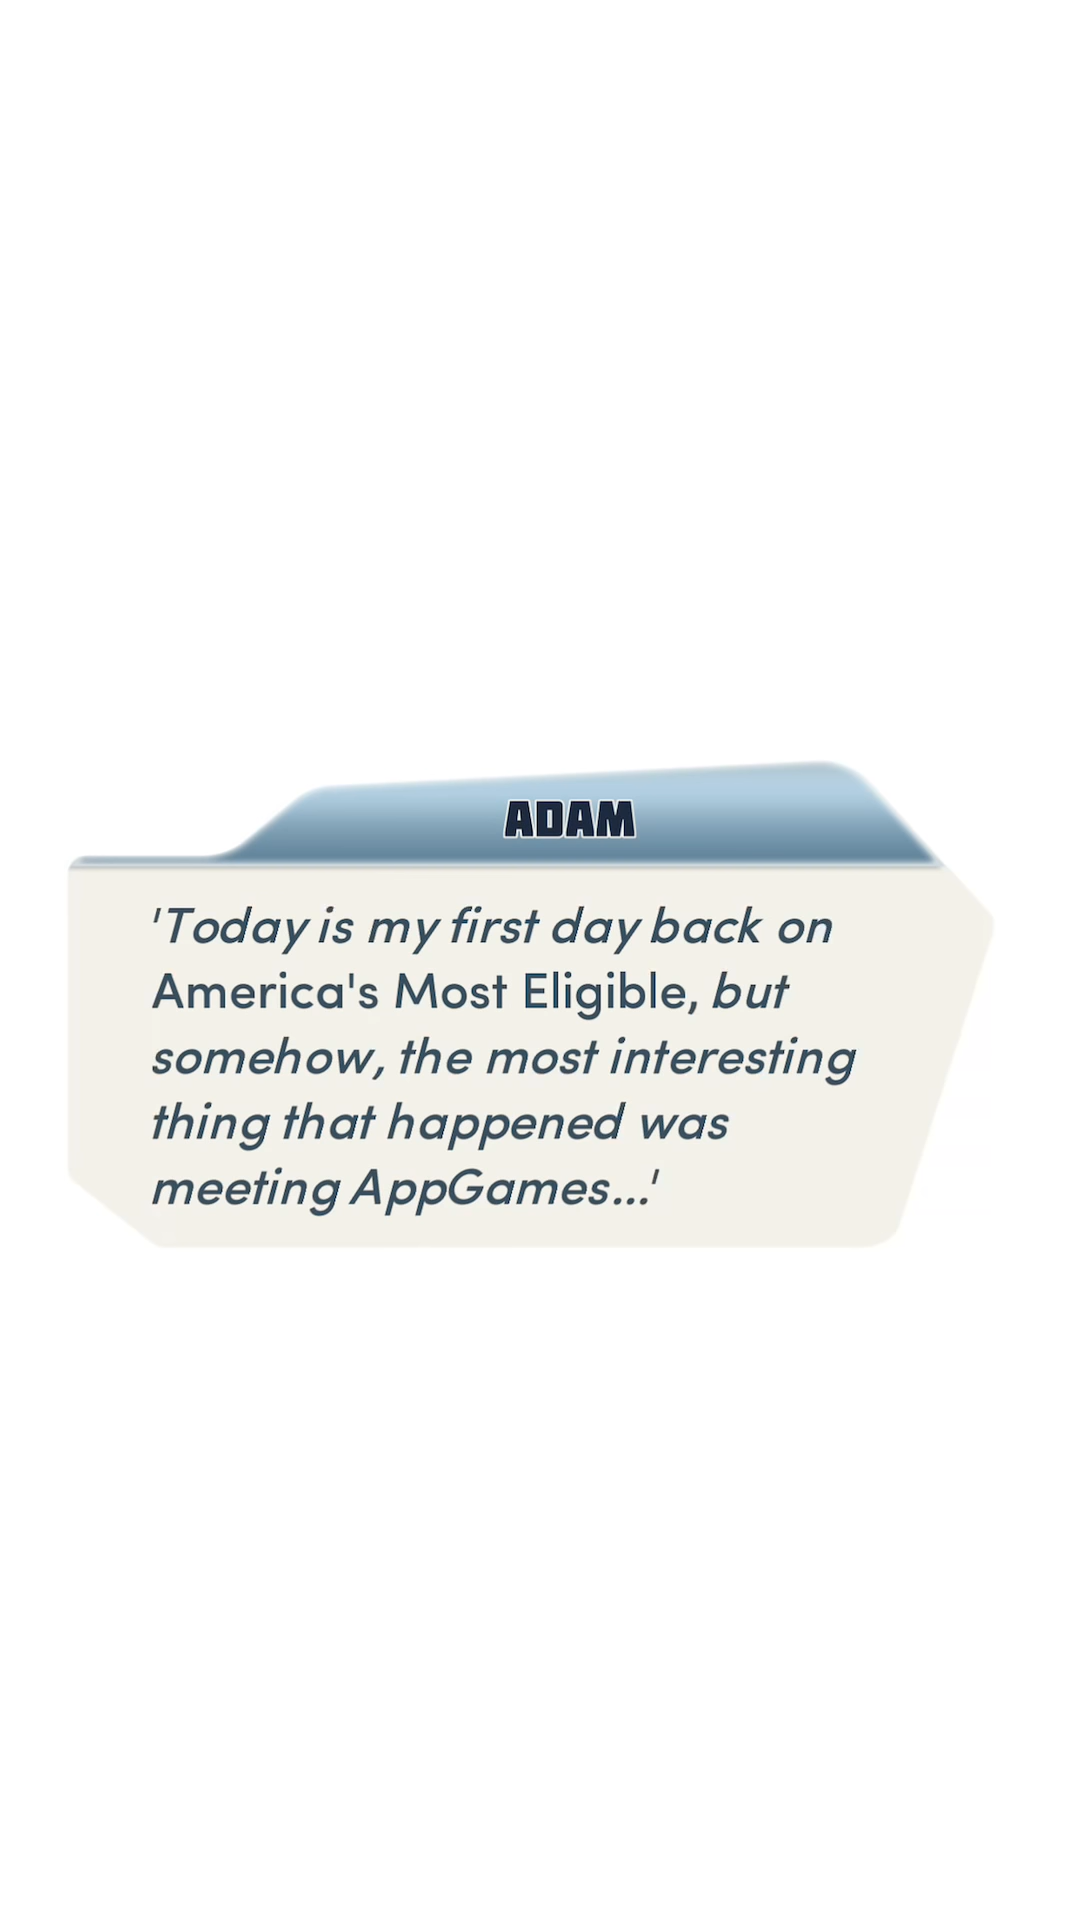 ADAM
'Today is my first day back on
America's Most Eligible, but
somehow, the most interesting
thing that happened was
meeting AppGames...'